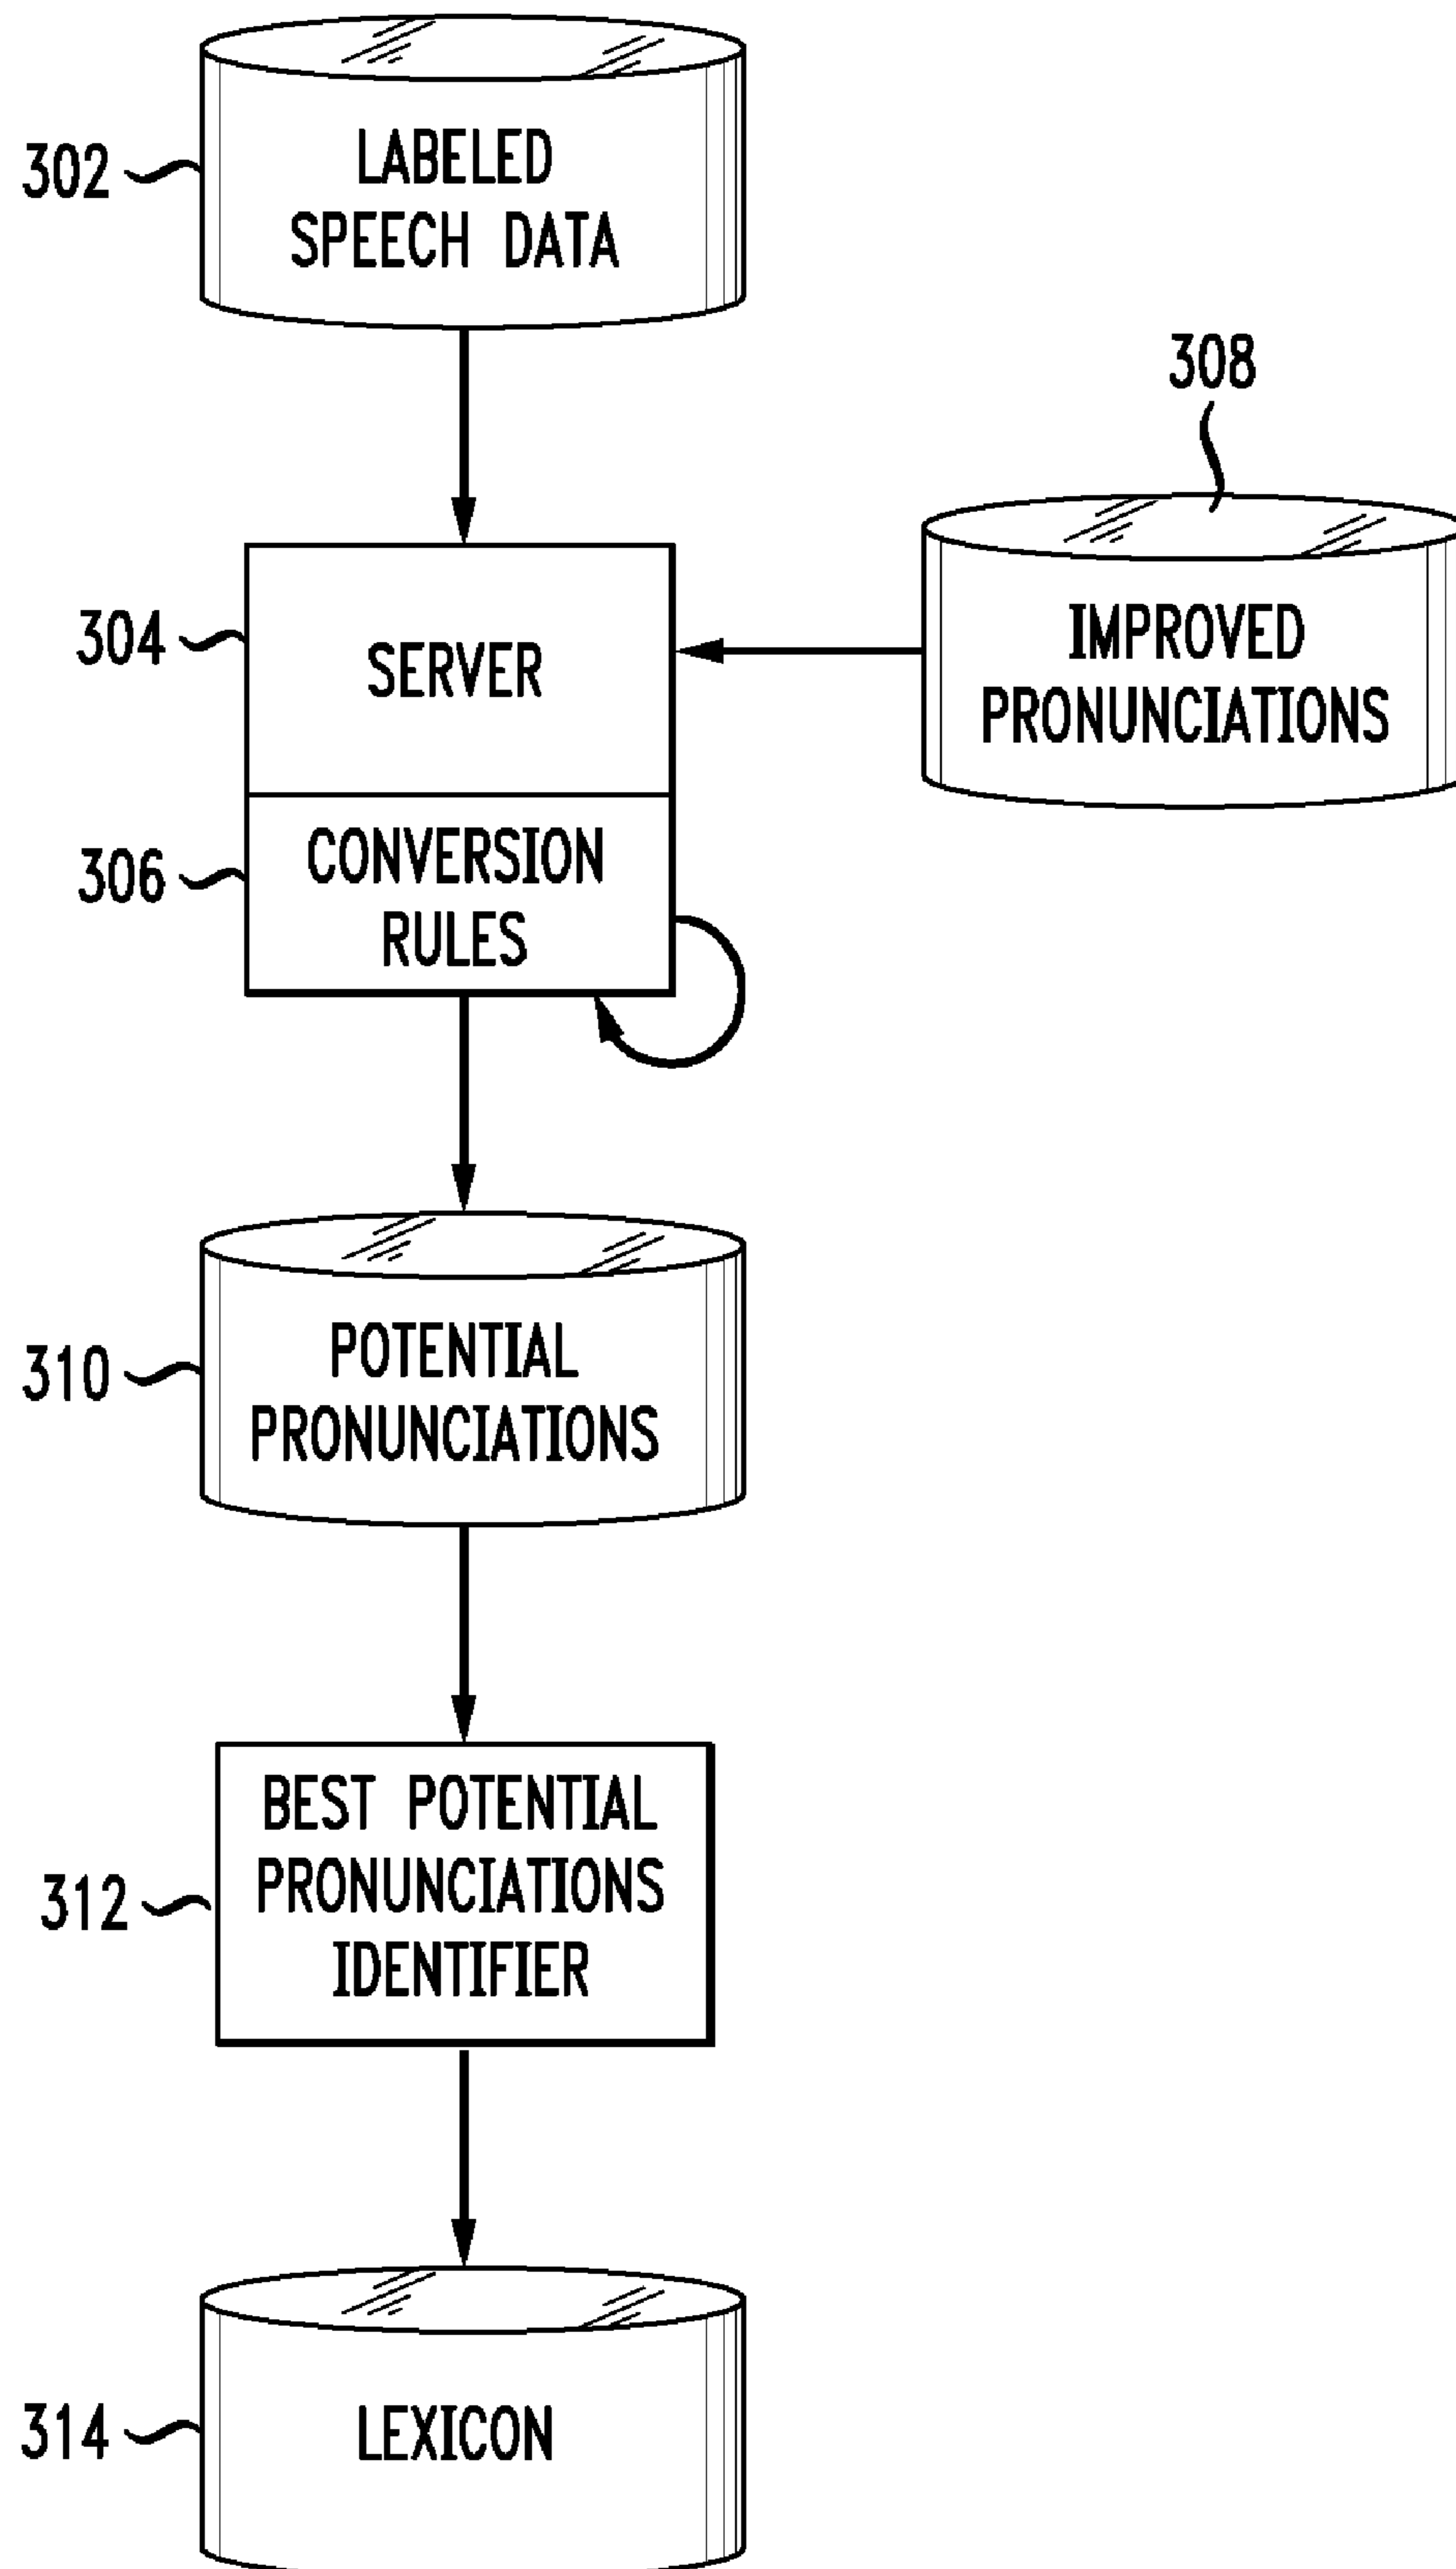 302
LABELED
SPEECH DATA
308
304
SERVER
IMPROVED
PRONUNCIATIONS
306
CONVERSION
RULES
310
POTENTIAL
PRONUNCIATIONS
312
BEST POTENTIAL
PRONUNCIATIONS
IDENTIFIER
314
LEXICON